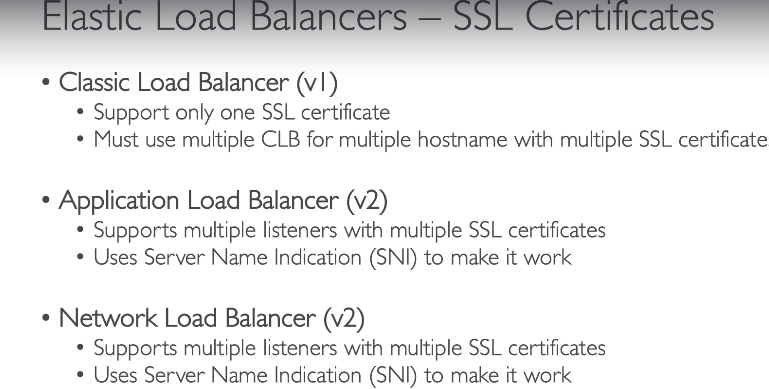 Elastic Load Balancers – SSL Certificates
• Classic Load Balancer (v1)
• Support only one SSL certificate
• Must use multiple CLB for multiple hostname with multiple SSL certificate
• Application Load Balancer (v2)
• Supports multiple listeners with multiple SSL certificates
• Uses Server Name Indication (SNI) to make it work
• Network Load Balancer (v2)
• Supports multiple listeners with multiple SSL certificates
• Uses Server Name Indication (SNI) to make it work